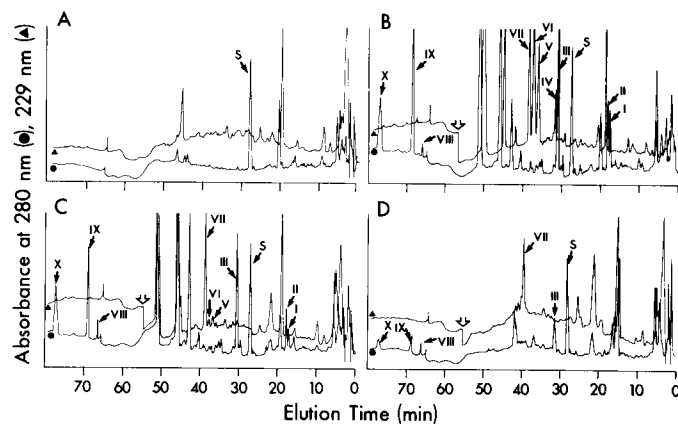 A
S
B
X
IX
VIII
VII
VI
V
III
IV
S
II
I
C
X
IX
VIII
VII
VI
V
III
S
II
I
D
X
IX
VIII
VII
III
S
Absorbance at 280 nm (●), 229 nm (▲)
70 60 50 40 30 20 10 0
70 60 50 40 30 20 10 0
Elution Time (min)